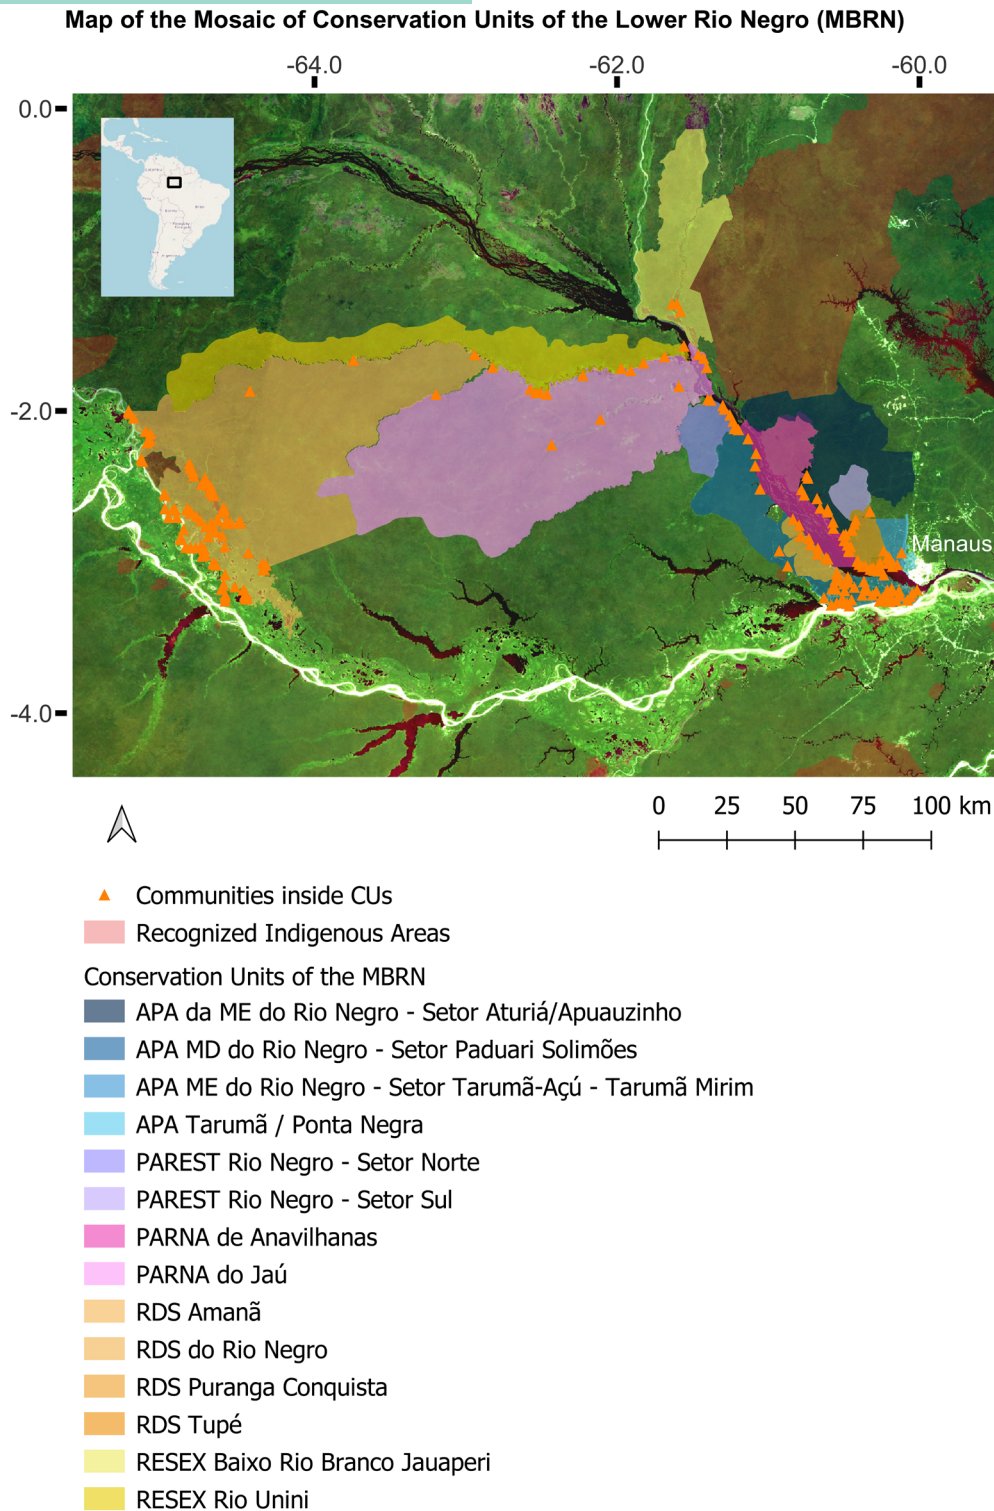 Map of the Mosaic of Conservation Units of the Lower Rio Negro (MBRN)
-64.0 -62.0 -60.0
0.0
-2.0
Manaus
-4.0
0 25 50 75 100 km
Communities inside CUs
Recognized Indigenous Areas
Conservation Units of the MBRN
APA da ME do Rio Negro - Setor Aturiá/Apuauzinho
APA MD do Rio Negro - Setor Paduari Solimões
APA ME do Rio Negro - Setor Tarumã-Açú - Tarumã Mirim
APA Tarumã / Ponta Negra
PAREST Rio Negro - Setor Norte
PAREST Rio Negro - Setor Sul
PARNA de Anavilhanas
PARNA do Jaú
RDS Amanã
RDS do Rio Negro
RDS Puranga Conquista
RDS Tupé
RESEX Baixo Rio Branco Jauaperi
RESEX Rio Unini